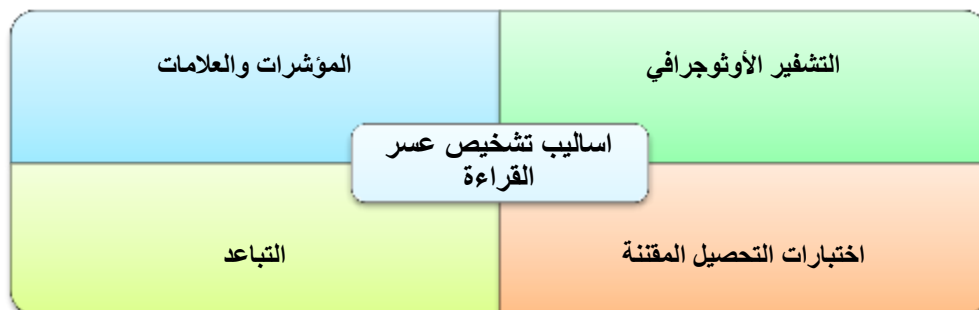 التشفير الأوثوجرافي
المؤشرات والعلامات
اساليب تشخيص عسر
القراءة
اختبارات التحصيل المقننة
التباعد